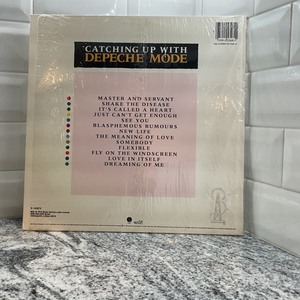 CATCHING UP WITH
DEPECHE MODE
MASTER AND SERVANT
SHAKE THE DISEASE
IT'S CALLED A HEART
JUST CAN'T GET ENOUGH
SEE YOU
BLASPHEMOUS RUMOURS
NEW LIFE
THE MEANING OF LOVE
SOMEBODY
FLEXIBLE
FLY ON THE WINDSCREEN
LOVE IN ITSELF
DREAMING OF ME